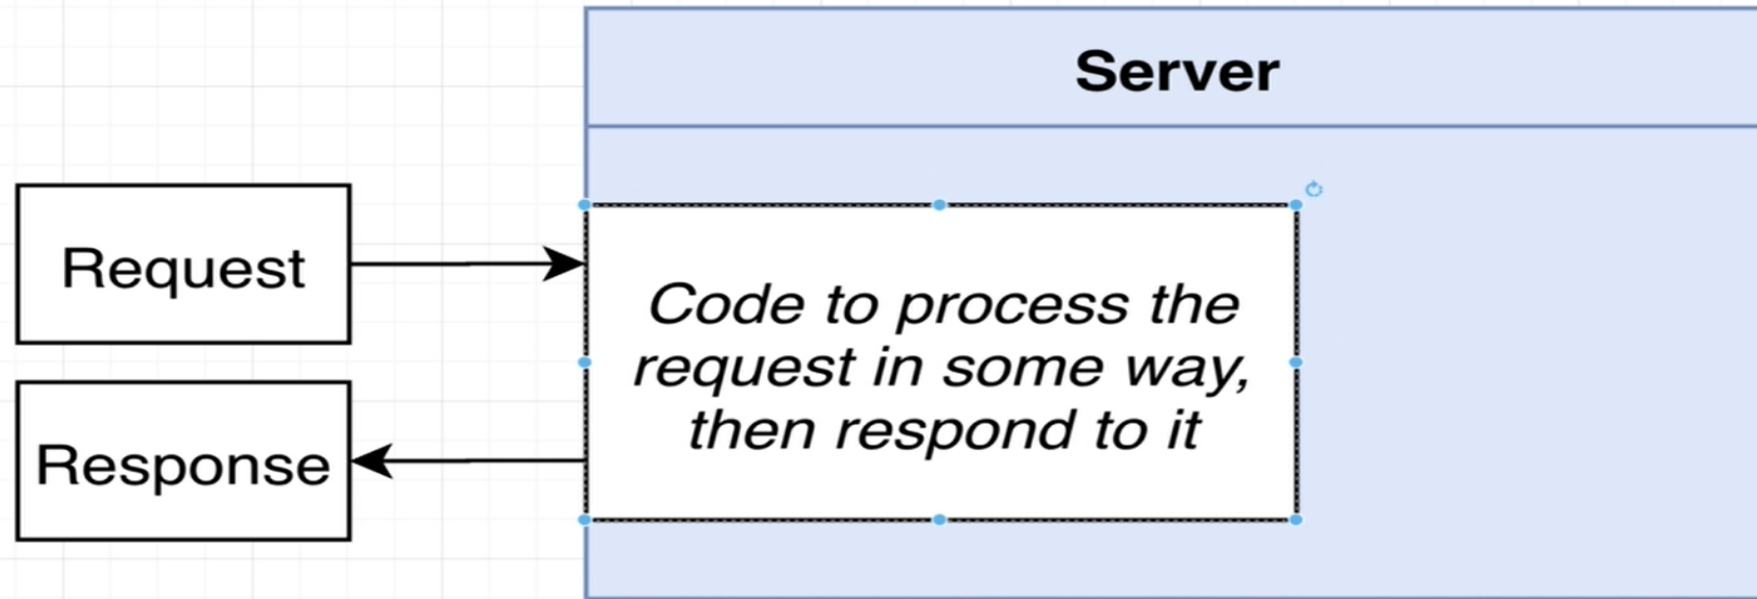 Server
Request
Code to process the
request in some way,
then respond to it
Response